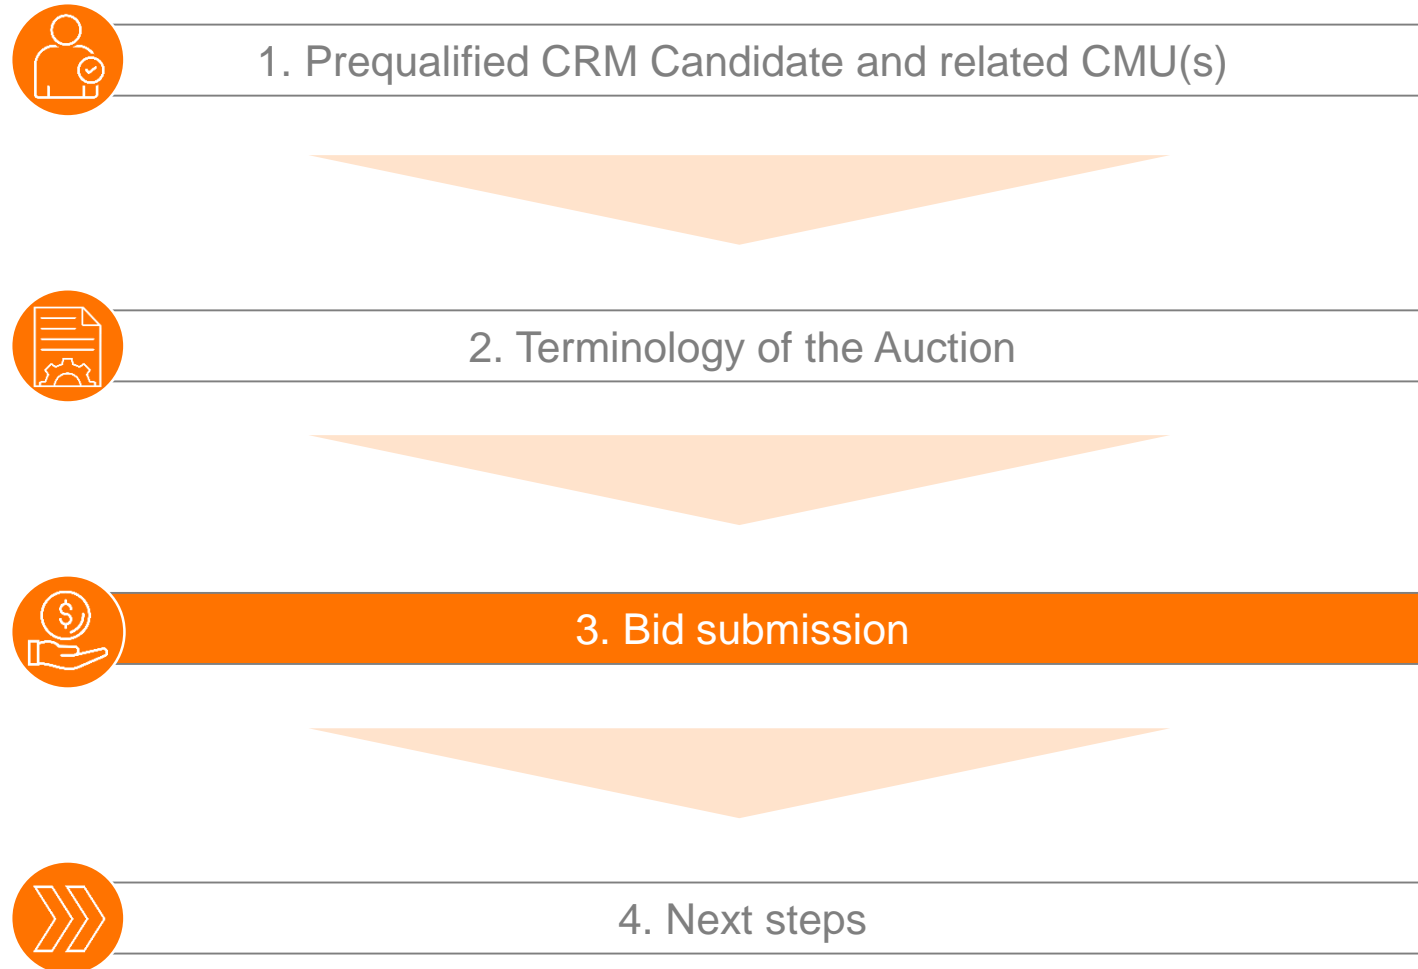 1. Prequalified CRM Candidate and related CMU(s)
2. Terminology of the Auction
$
3. Bid submission
4. Next steps